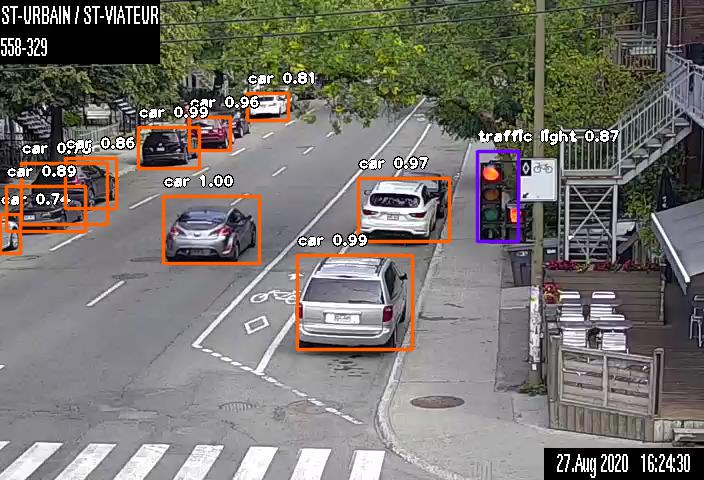 ST-URBAIN / ST-VIATEUR
558-329
car 0.81
car 0.96
car 0.99
car 0.86
car 0.89
car 0.74
car 1.00
car 0.97
car 0.99
traffic light 0.87
27.Aug 2020 16:24:30